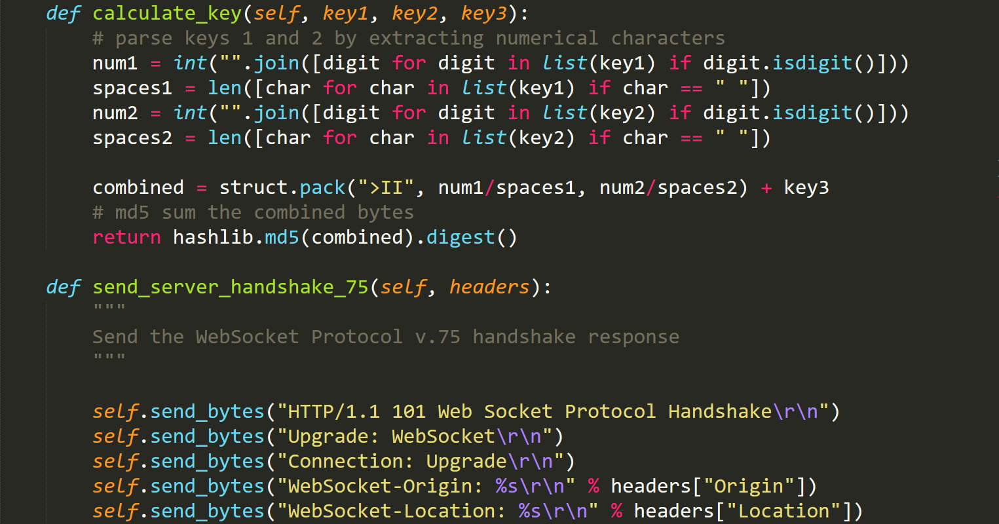 def calculate_key(self, key1, key2, key3):
# parse keys 1 and 2 by extracting numerical characters
num1 = int("".join([digit for digit in list(key1) if digit.isdigit()]))
spaces1 = len([char for char in list(key1) if char == " "])
num2 = int("".join([digit for digit in list(key2) if digit.isdigit()]))
spaces2 = len([char for char in list(key2) if char == " "])
combined = struct.pack(">II", num1/spaces1, num2/spaces2) + key3
# md5 sum the combined bytes
return hashlib.md5(combined).digest()
def send_server_handshake_75(self, headers):
"""
Send the WebSocket Protocol v.75 handshake response
"""
self.send_bytes("HTTP/1.1 101 Web Socket Protocol Handshake\r\n")
self.send_bytes("Upgrade: WebSocket\r\n")
self.send_bytes("Connection: Upgrade\r\n")
self.send_bytes("WebSocket-Origin: %s\r\n" % headers["Origin"])
self.send_bytes("WebSocket-Location: %s\r\n" % headers["Location"])